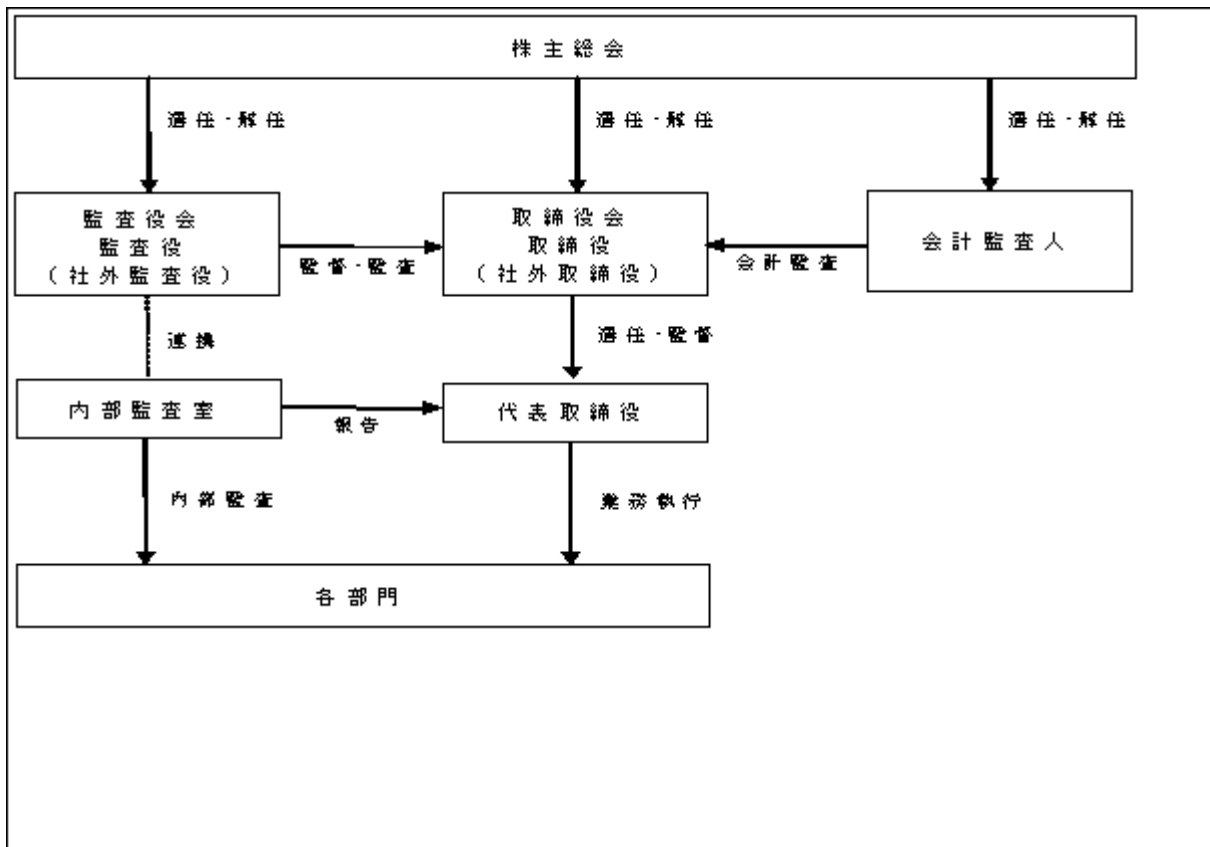 株主総会
選任・解任
選任・解任
選任・解任
監査役会
監査役
(社外監査役)
監督・監査
取締役会
取締役
(社外取締役)
会計監査
会計監査人
連携
選任・監督
内部監査室
報告
代表取締役
内部監査
業務執行
各部門